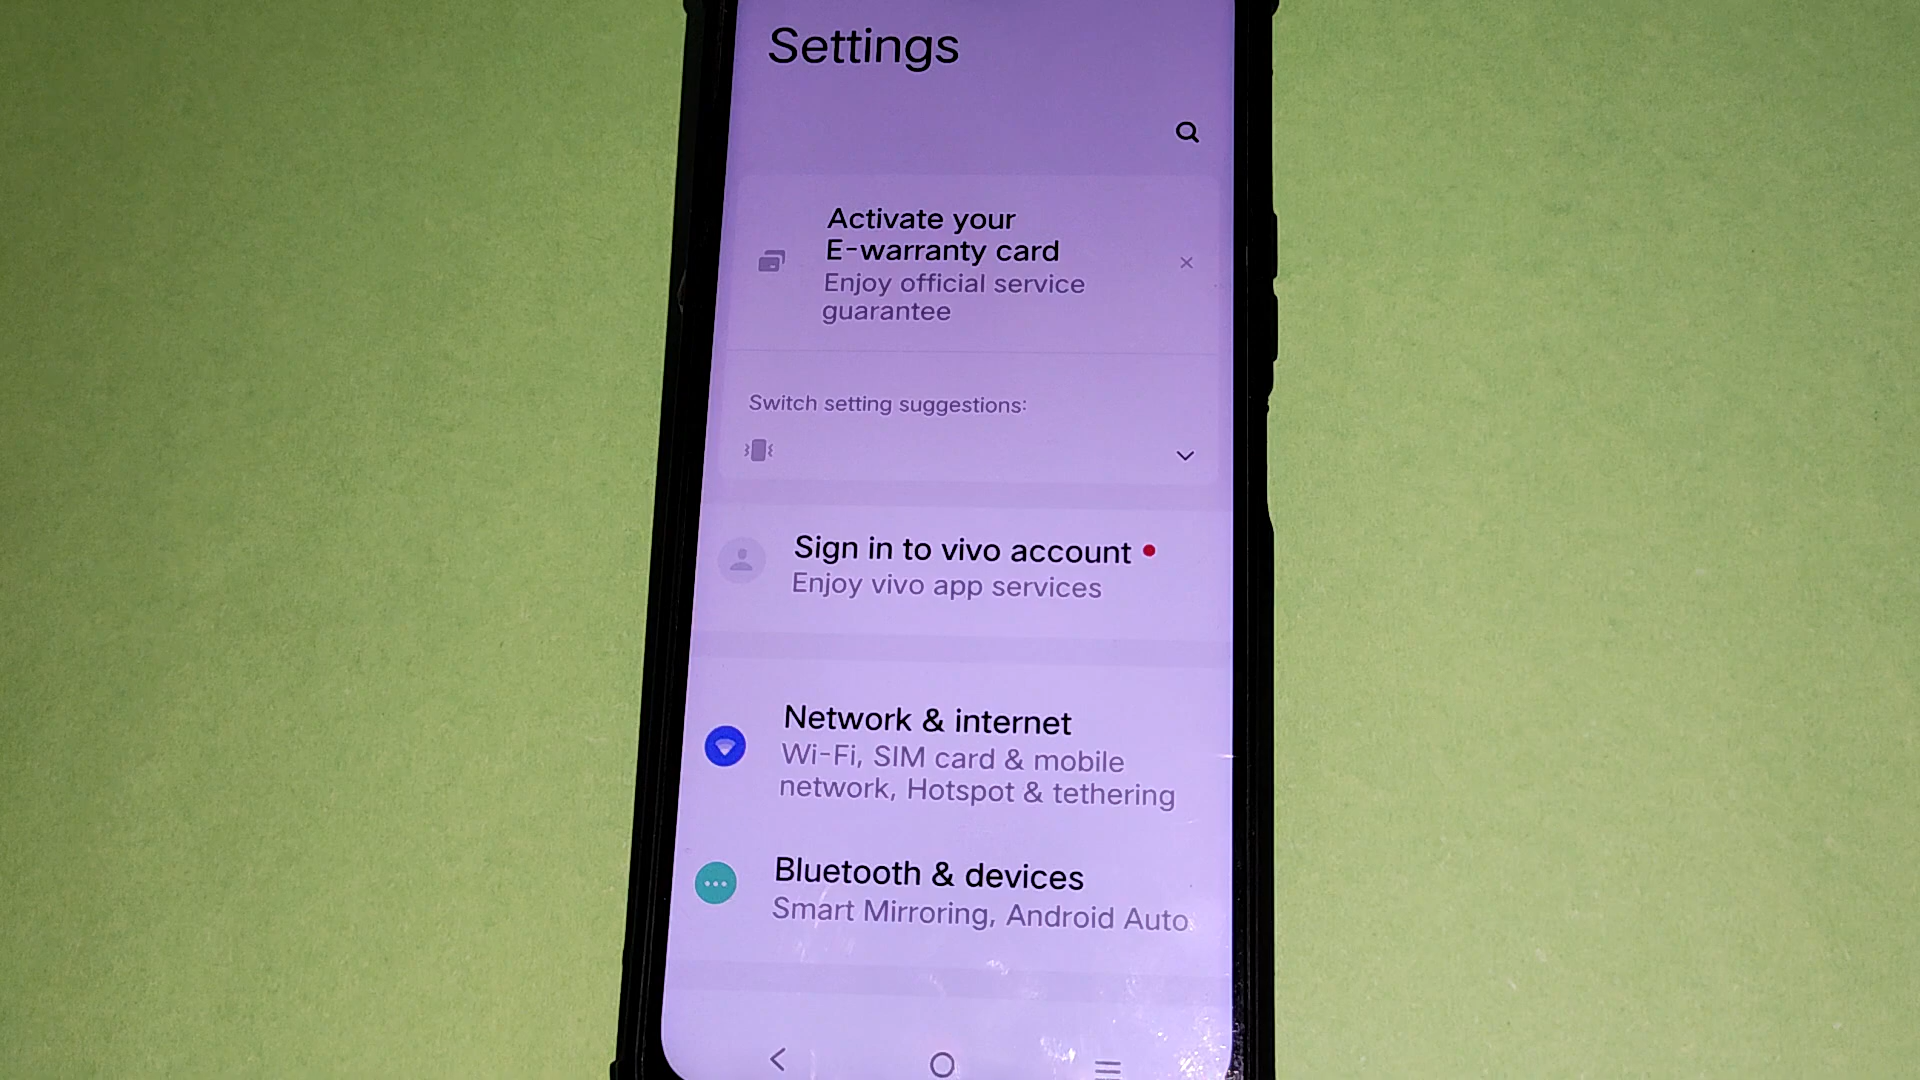 Settings
Activate your
E-warranty card
Enjoy official service
guarantee
Switch setting suggestions:
Sign in to vivo account
Enjoy vivo app services
Network & internet
Wi-Fi, SIM card & mobile
network, Hotspot & tethering
Bluetooth & devices
Smart Mirroring, Android Auto